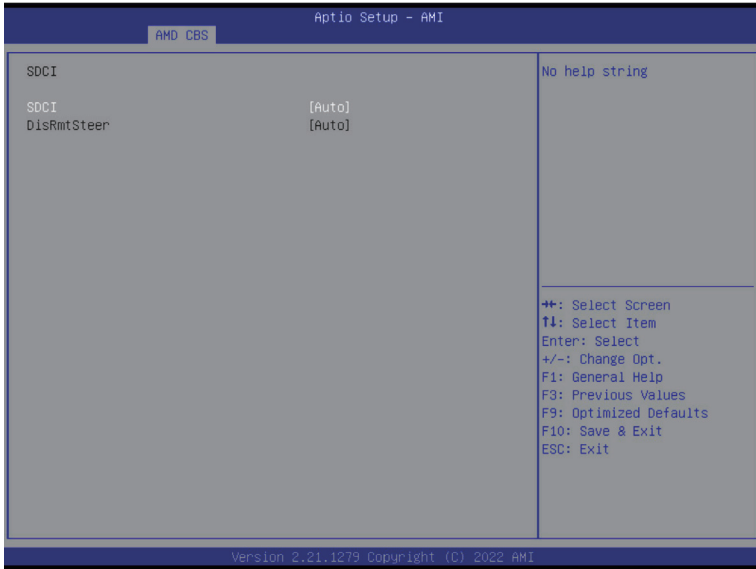 Aptio Setup – AMI
AMD CBS
SDCI
SDCI [Auto]
DisRmtSteer [Auto]
No help string
→←: Select Screen
↑↓: Select Item
Enter: Select
+/-: Change Opt.
F1: General Help
F3: Previous Values
F9: Optimized Defaults
F10: Save & Exit
ESC: Exit
Version 2.21.1279 Copyright (C) 2022 AMI